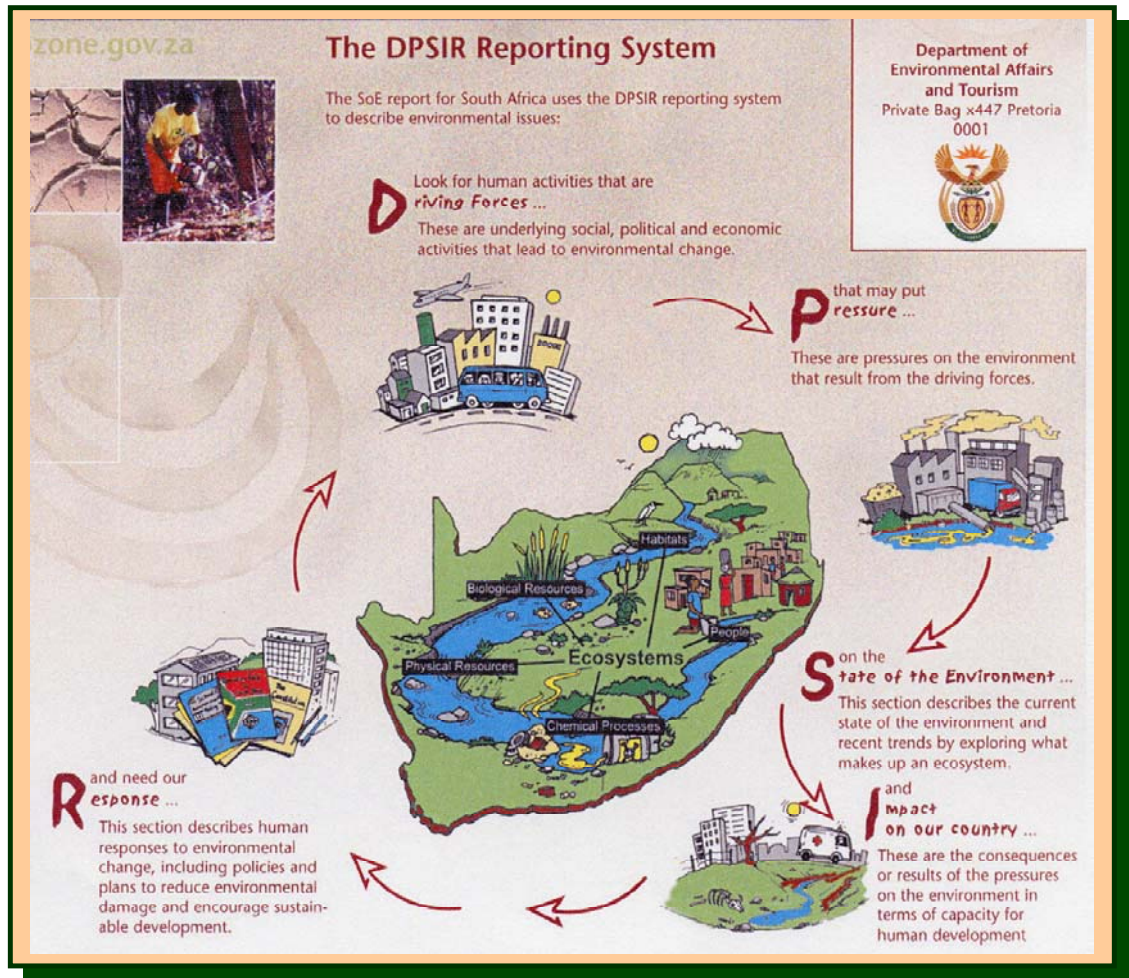 ozone.gov.za
The DPSIR Reporting System
The SoE report for South Africa uses the DPSIR reporting system
to describe environmental issues:
Department of
Environmental Affairs
and Tourism
Private Bag x447 Pretoria
0001
Look for human activities that are
Driving Forces ...
These are underlying social, political and economic
activities that lead to environmental change.
that may put
Pressure ...
These are pressures on the environment
that result from the driving forces.
on the
State of the Environment ...
This section describes the current
state of the environment and
recent trends by exploring what
makes up an ecosystem.
and
Impact
on our country ...
These are the consequences
or results of the pressures
on the environment in
terms of capacity for
human development
and need our
Response ...
This section describes human
responses to environmental
change, including policies and
plans to reduce environmental
damage and encourage sustain-
able development.
Habitats
Biological Resources
People
Ecosystems
Physical Resources
Chemical Processes